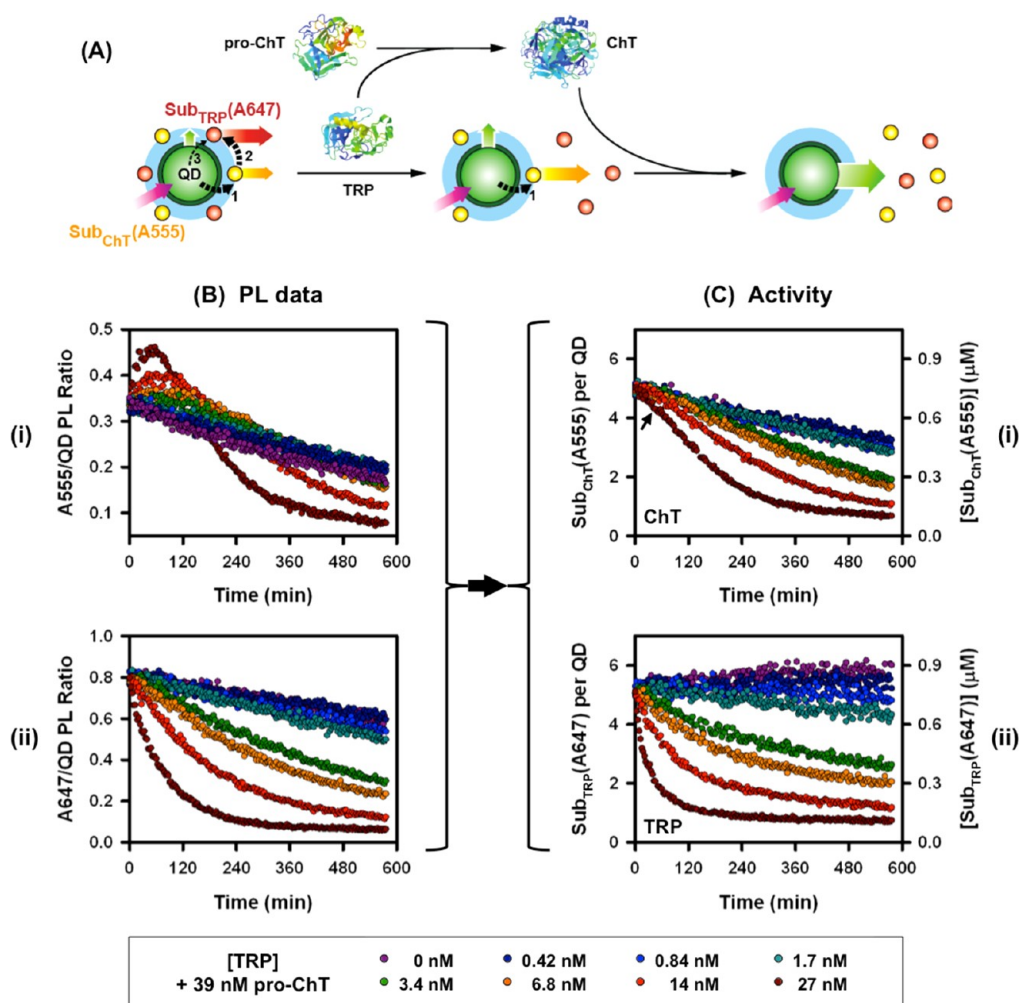 (A)
pro-ChT
ChT
Sub_TRP(A647)
3
2
QD
1
Sub_ChT(A555)
TRP
1
(B) PL data
(C) Activity
(i)
A555/QD PL Ratio
0.5
0.4
0.3
0.2
0.1
0 120 240 360 480 600
Time (min)
Sub_ChT(A555) per QD
6
4
2
0
ChT
0.9
0.6
0.3
0.0
[Sub_ChT(A555)] (µM)
0 120 240 360 480 600
Time (min)
(i)
(ii)
A647/QD PL Ratio
1.0
0.8
0.6
0.4
0.2
0.0
0 120 240 360 480 600
Time (min)
Sub_TRP(A647) per QD
6
4
2
0
TRP
0.9
0.6
0.3
0.0
[Sub_TRP(A647)] (µM)
0 120 240 360 480 600
Time (min)
(ii)
[TRP]
+ 39 nM pro-ChT
0 nM 0.42 nM 0.84 nM 1.7 nM
3.4 nM 6.8 nM 14 nM 27 nM